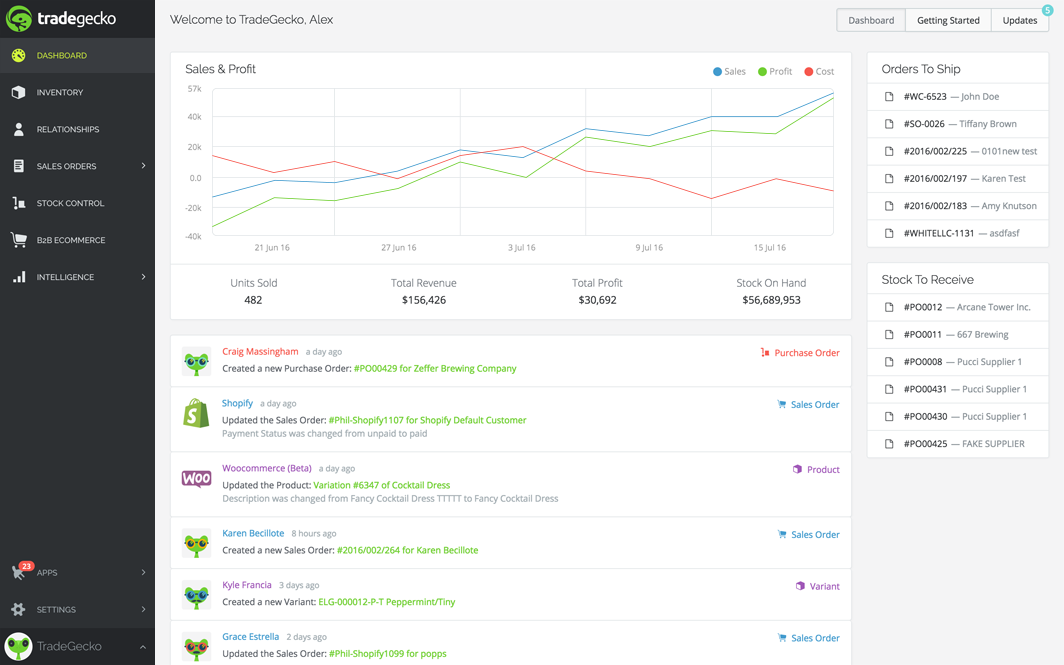 tradegecko
DASHBOARD
INVENTORY
RELATIONSHIPS
SALES ORDERS
STOCK CONTROL
B2B ECOMMERCE
INTELLIGENCE
23
APPS
SETTINGS
TradeGecko
Welcome to TradeGecko, Alex
Dashboard
Getting Started
Updates
5
Sales & Profit
Sales
Profit
Cost
57k
40k
20k
0.0
-20k
-40k
21 Jun 16
27 Jun 16
3 Jul 16
9 Jul 16
15 Jul 16
Units Sold
482
Total Revenue
$156,426
Total Profit
$30,692
Stock On Hand
$56,689,953
Craig Massingham a day ago
Purchase Order
Created a new Purchase Order: #PO00429 for Zeffer Brewing Company
S
Shopify a day ago
Sales Order
Updated the Sales Order: #Phil-Shopify1107 for Shopify Default Customer
Payment Status was changed from unpaid to paid
WOO
Woocommerce (Beta) a day ago
Product
Updated the Product: Variation #6347 of Cocktail Dress
Description was changed from Fancy Cocktail Dress TTTTT to Fancy Cocktail Dress
Karen Becillote 8 hours ago
Sales Order
Created a new Sales Order: #2016/002/264 for Karen Becillote
Kyle Francia 3 days ago
Variant
Created a new Variant: ELG-000012-P-T Peppermint/Tiny
Grace Estrella 2 days ago
Sales Order
Updated the Sales Order: #Phil-Shopify1099 for popps
Orders To Ship
#WC-6523 — John Doe
#SO-0026 — Tiffany Brown
#2016/002/225 — 0101new test
#2016/002/197 — Karen Test
#2016/002/183 — Amy Knutson
#WHITELLC-1131 — asdfasf
Stock To Receive
#PO0012 — Arcane Tower Inc.
#PO0011 — 667 Brewing
#PO0008 — Pucci Supplier 1
#PO00431 — Pucci Supplier 1
#PO00430 — Pucci Supplier 1
#PO00425 — FAKE SUPPLIER